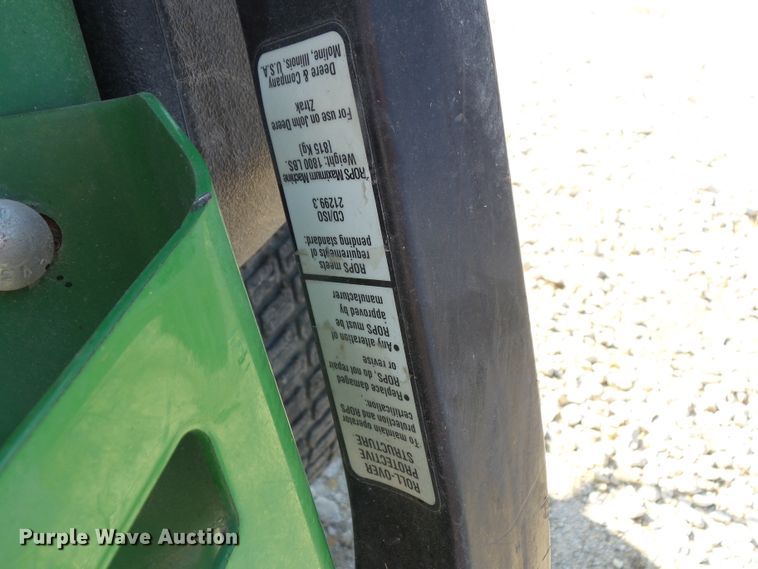 ROLL-OVER
PROTECTIVE
STRUCTURE.
To maintain operator
protection and ROPS
certification:
● Replace damaged
ROPS, do not repair
or revise
● Any alteration of
ROPS must be
approved by
manufacturer
ROPS meets
requirements of
pending standard:
CD/ISO
21299.3
*ROPS Maximum Machine
Weight: 1800 LBS.
[815 Kg]
For use on John Deere
Ztrak
Deere & Company
Moline, Illinois, U.S.A.
Purple Wave Auction